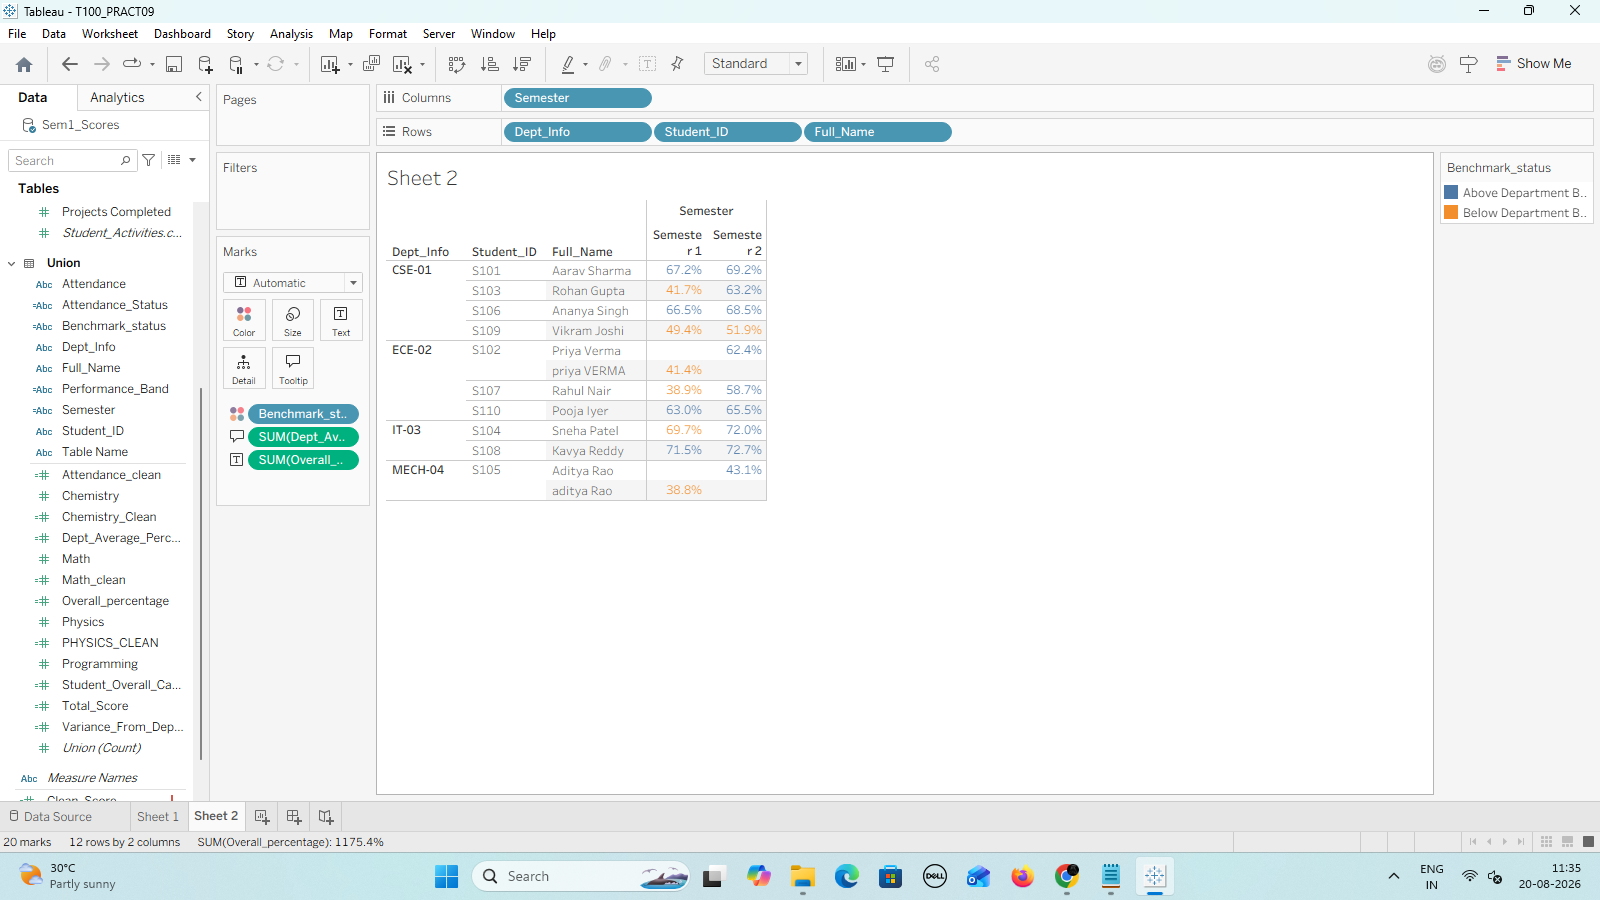 Tableau - T100_PRACT09
File Data Worksheet Dashboard Story Analysis Map Format Server Window Help
Standard
Show Me
Data Analytics
Sem1_Scores
Search
Tables
Projects Completed
Student_Activities.c...
Union
Attendance
Attendance_Status
Benchmark_status
Dept_Info
Full_Name
Performance_Band
Semester
Student_ID
Table Name
Attendance_clean
Chemistry
Chemistry_Clean
Dept_Average_Perc...
Math
Math_clean
Overall_percentage
Physics
PHYSICS_CLEAN
Programming
Student_Overall_Ca...
Total_Score
Variance_From_Dep...
Union (Count)
Measure Names
Clean_Score
Pages
Filters
Marks
Automatic
Color Size Text
Detail Tooltip
Benchmark_st..
SUM(Dept_Av..
SUM(Overall_..
Columns Semester
Rows Dept_Info Student_ID Full_Name
Sheet 2
Semester
Dept_Info Student_ID Full_Name Semeste r 1 Semeste r 2
CSE-01 S101 Aarav Sharma 67.2% 69.2%
S103 Rohan Gupta 41.7% 63.2%
S106 Ananya Singh 66.5% 68.5%
S109 Vikram Joshi 49.4% 51.9%
ECE-02 S102 Priya Verma 62.4%
priya VERMA 41.4%
S107 Rahul Nair 38.9% 58.7%
S110 Pooja Iyer 63.0% 65.5%
IT-03 S104 Sneha Patel 69.7% 72.0%
S108 Kavya Reddy 71.5% 72.7%
MECH-04 S105 Aditya Rao 43.1%
aditya Rao 38.8%
Benchmark_status
Above Department B..
Below Department B..
Data Source Sheet 1 Sheet 2
20 marks 12 rows by 2 columns SUM(Overall_percentage): 1175.4%
30°C
Partly sunny
Search
DELL
ENG
IN
11:35
20-08-2026